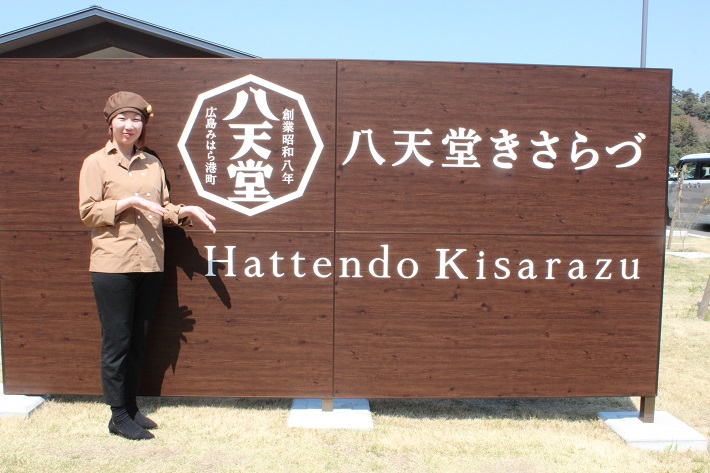 創業昭和八年
八天堂
広島みはら港町
八天堂きさらづ
Hattendo Kisarazu